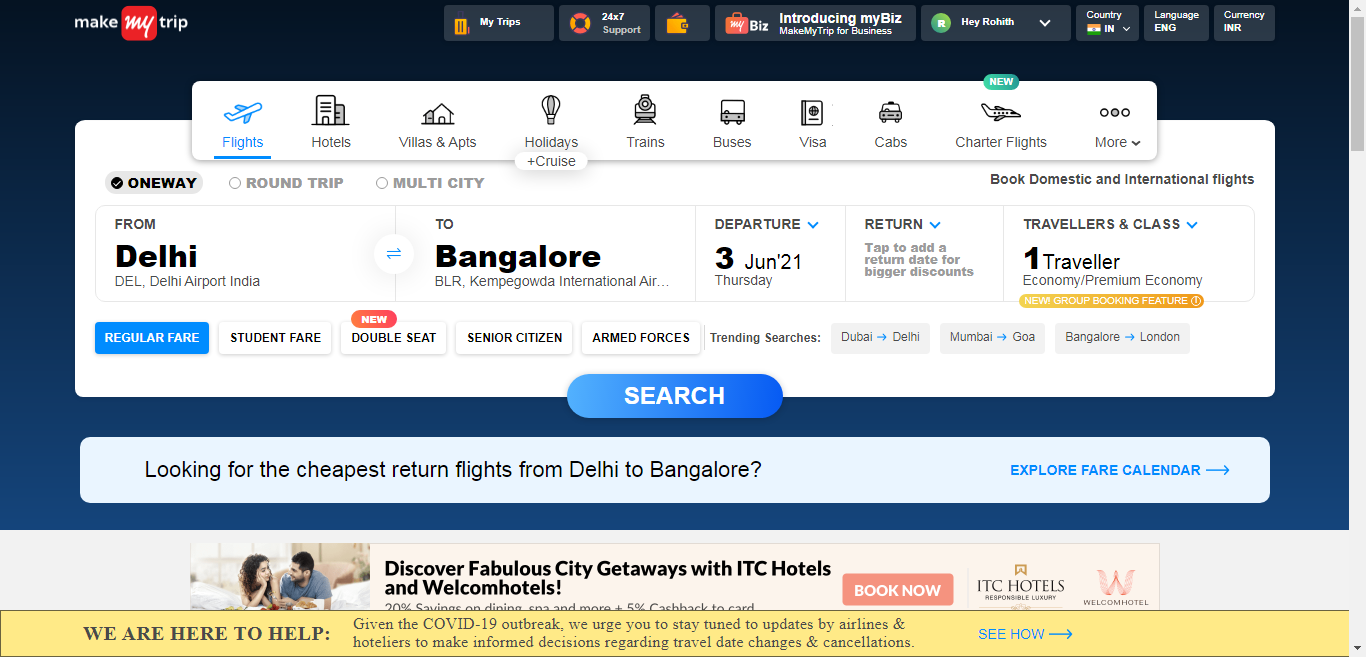 make my trip
My Trips
24x7
Support
my Biz
Introducing myBiz
MakeMyTrip for Business
R
Hey Rohith
Country
IN
Language
ENG
Currency
INR
NEW
Flights
Hotels
Villas & Apts
Holidays
+Cruise
Trains
Buses
Visa
Cabs
Charter Flights
More
ONEWAY
ROUND TRIP
MULTI CITY
Book Domestic and International flights
FROM
Delhi
DEL, Delhi Airport India
TO
Bangalore
BLR, Kempegowda International Air...
DEPARTURE
3 Jun'21
Thursday
RETURN
Tap to add a
return date for
bigger discounts
TRAVELLERS & CLASS
1 Traveller
Economy/Premium Economy
NEW! GROUP BOOKING FEATURE
REGULAR FARE
STUDENT FARE
NEW
DOUBLE SEAT
SENIOR CITIZEN
ARMED FORCES
Trending Searches:
Dubai → Delhi
Mumbai → Goa
Bangalore → London
SEARCH
Looking for the cheapest return flights from Delhi to Bangalore?
EXPLORE FARE CALENDAR
Discover Fabulous City Getaways with ITC Hotels
and Welcomhotels!
20% Savings on dining, spa and more + 5% Cashback to card
BOOK NOW
ITC HOTELS
RESPONSIBLE LUXURY
WELCOMHOTEL
WE ARE HERE TO HELP:
Given the COVID-19 outbreak, we urge you to stay tuned to updates by airlines &
hoteliers to make informed decisions regarding travel date changes & cancellations.
SEE HOW